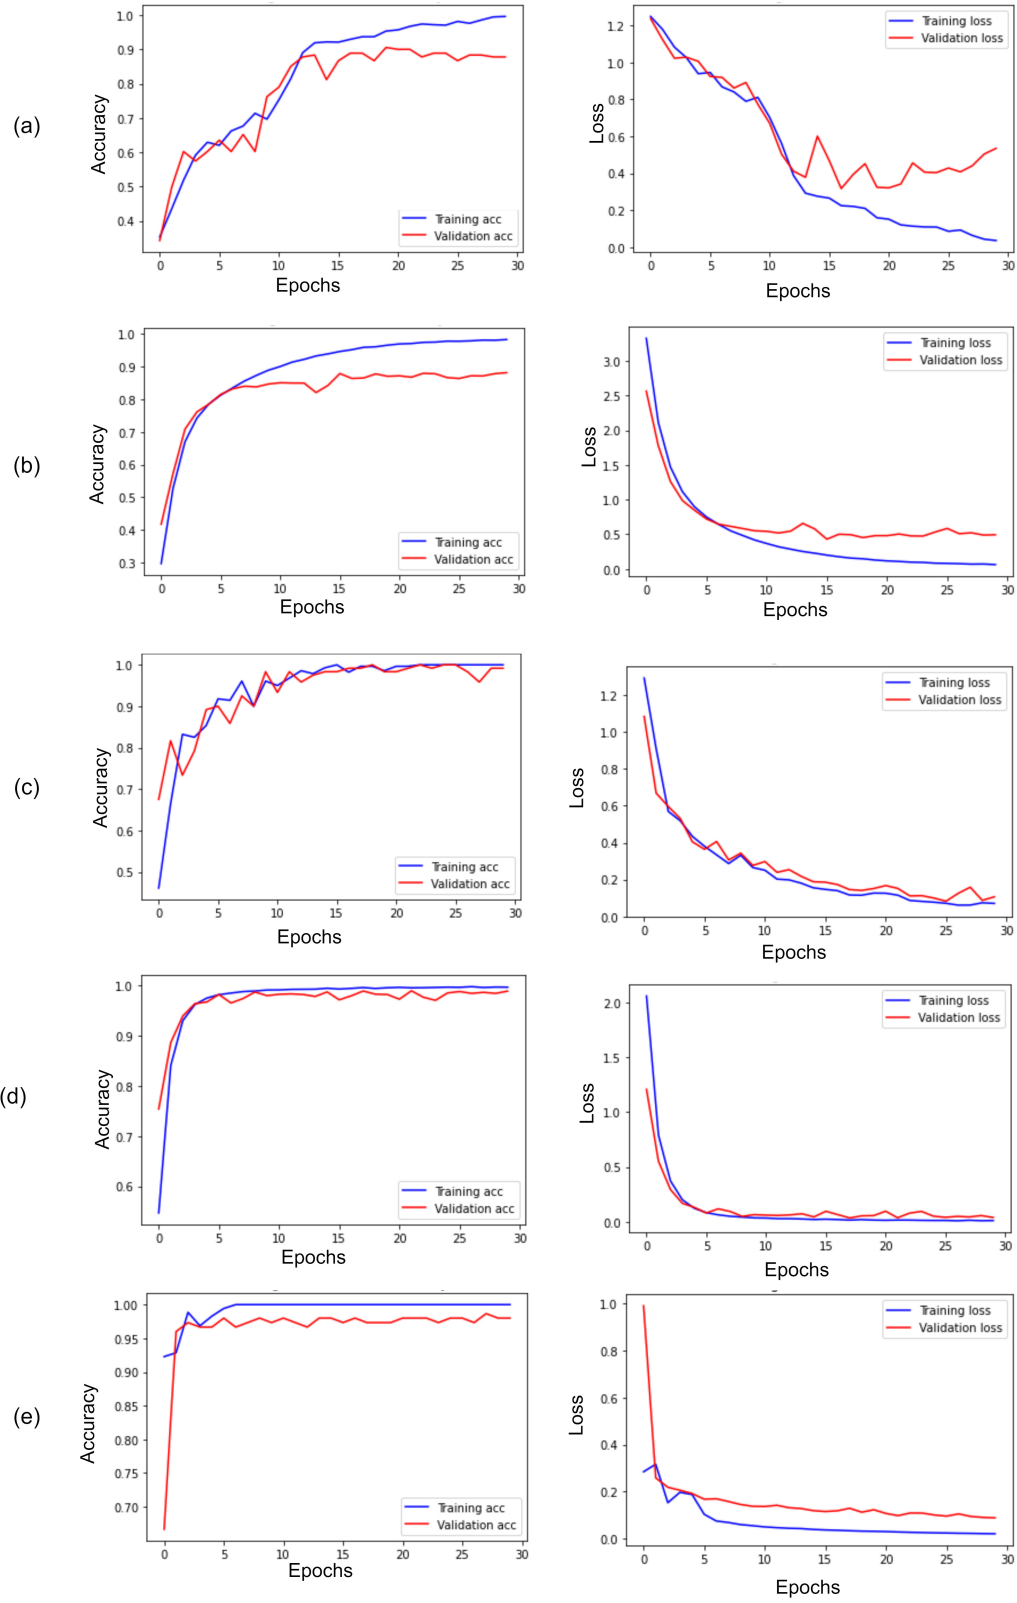 (a)
Accuracy
1.0
0.9
0.8
0.7
0.6
0.5
0.4
Training acc
Validation acc
0 5 10 15 20 25 30
Epochs
Loss
1.2
1.0
0.8
0.6
0.4
0.2
0.0
Training loss
Validation loss
0 5 10 15 20 25 30
Epochs
(b)
Accuracy
1.0
0.9
0.8
0.7
0.6
0.5
0.4
0.3
Training acc
Validation acc
0 5 10 15 20 25 30
Epochs
Loss
3.0
2.5
2.0
1.5
1.0
0.5
0.0
Training loss
Validation loss
0 5 10 15 20 25 30
Epochs
(c)
Accuracy
1.0
0.9
0.8
0.7
0.6
0.5
Training acc
Validation acc
0 5 10 15 20 25 30
Epochs
Loss
1.2
1.0
0.8
0.6
0.4
0.2
0.0
Training loss
Validation loss
0 5 10 15 20 25 30
Epochs
(d)
Accuracy
1.0
0.9
0.8
0.7
0.6
Training acc
Validation acc
0 5 10 15 20 25 30
Epochs
Loss
2.0
1.5
1.0
0.5
0.0
Training loss
Validation loss
0 5 10 15 20 25 30
Epochs
(e)
Accuracy
1.00
0.95
0.90
0.85
0.80
0.75
0.70
Training acc
Validation acc
0 5 10 15 20 25 30
Epochs
Loss
1.0
0.8
0.6
0.4
0.2
0.0
Training loss
Validation loss
0 5 10 15 20 25 30
Epochs